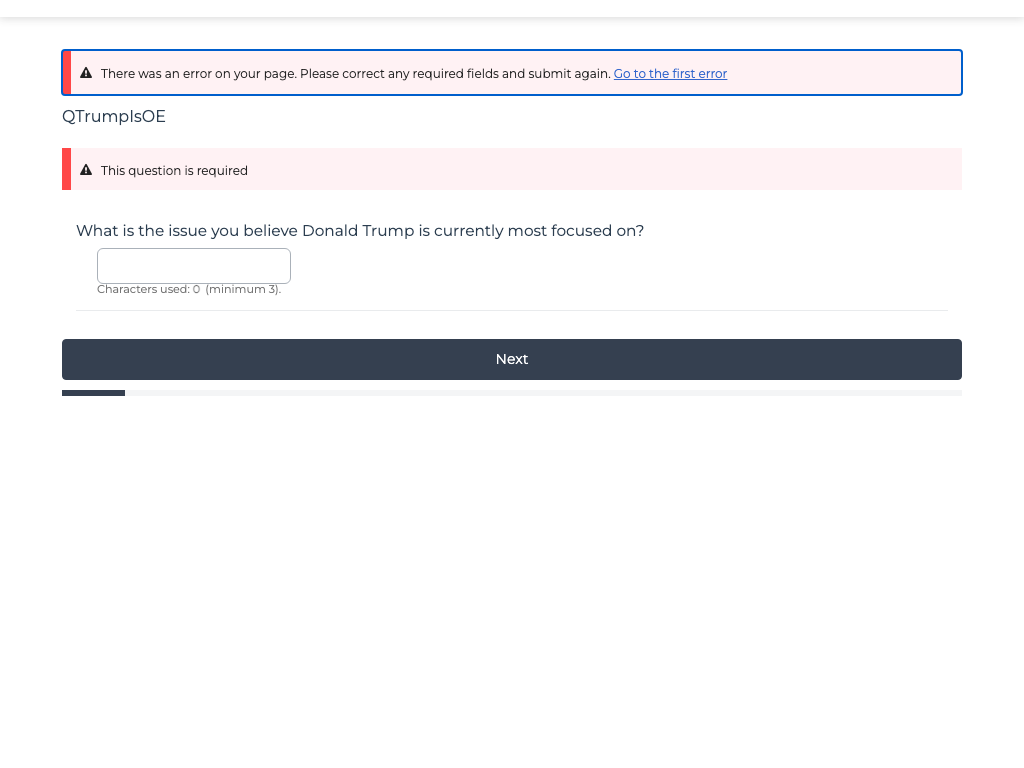 There was an error on your page. Please correct any required fields and submit again. Go to the first error
QTrumpIsOE
This question is required
What is the issue you believe Donald Trump is currently most focused on?
Characters used: 0 (minimum 3).
Next